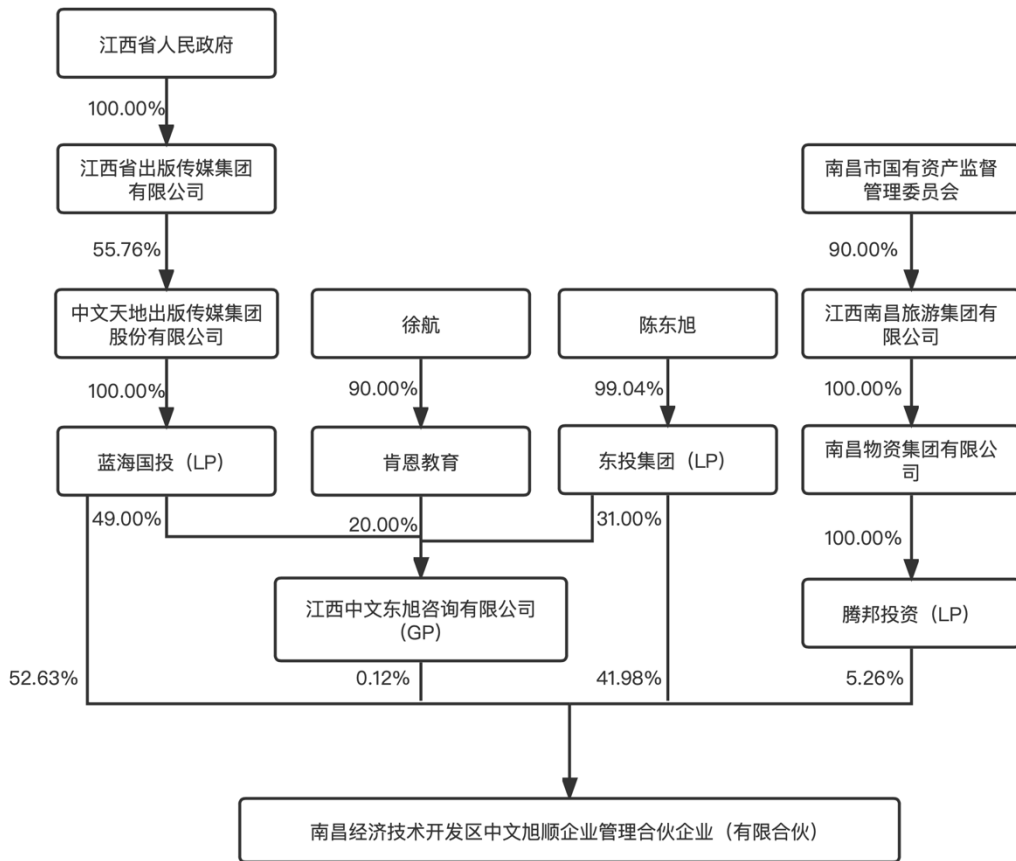 江西省人民政府
100.00%
江西省出版传媒集团
有限公司
南昌市国有资产监督
管理委员会
55.76%
90.00%
中文天地出版传媒集团
股份有限公司
徐航
陈东旭
江西南昌旅游集团有
限公司
100.00%
90.00%
99.04%
100.00%
蓝海国投（LP）
肯恩教育
东投集团（LP）
南昌物资集团有限公
司
49.00%
20.00%
31.00%
100.00%
江西中文东旭咨询有限公司
（GP）
腾邦投资（LP）
52.63%
0.12%
41.98%
5.26%
南昌经济技术开发区中文旭顺企业管理合伙企业（有限合伙）